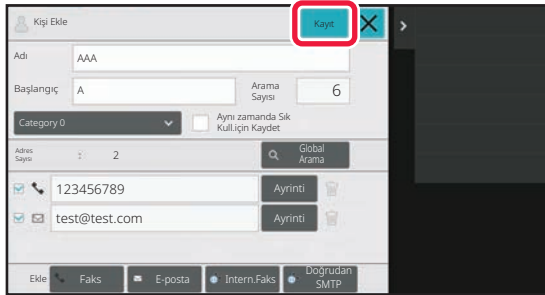 Kişi Ekle
Kayıt
Adı
AAA
Başlangıç
A
Arama
Sayısı
6
Category 0
Aynı zamanda Sık
Kull.için Kaydet
Adres
Sayısı
:
2
Global
Arama
123456789
Ayrinti
test@test.com
Ayrinti
Ekle
Faks
E-posta
Intern.Faks
Doğrudan
SMTP